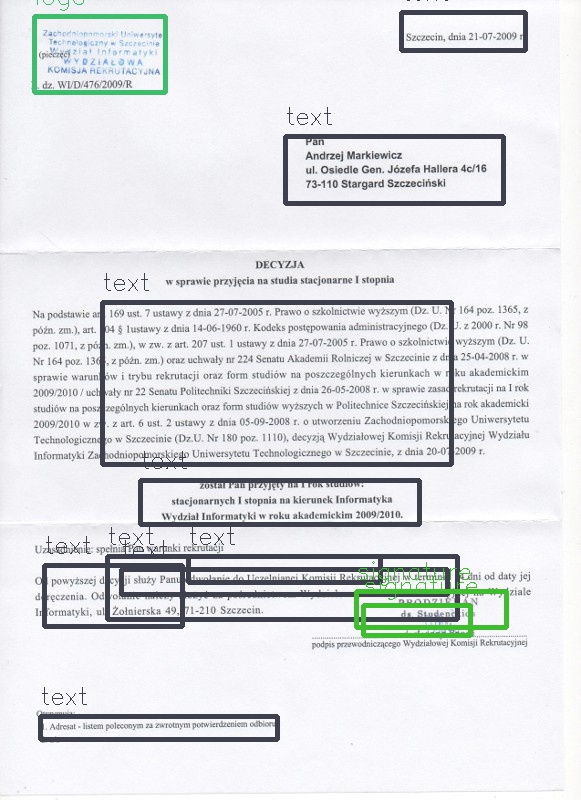 logo
text
Zachodniopomorski Uniwersytet
Technologiczny w Szczecinie
Wydział Informatyki
(pieczęć)
WYDZIAŁOWA
KOMISJA REKRUTACYJNA
l. dz. WI/D/476/2009/R
Szczecin, dnia 21-07-2009 r.
text
Pan
Andrzej Markiewicz
ul. Osiedle Gen. Józefa Hallera 4c/16
73-110 Stargard Szczeciński
DECYZJA
w sprawie przyjęcia na studia stacjonarne I stopnia
text
Na podstawie art. 169 ust. 7 ustawy z dnia 27-07-2005 r. Prawo o szkolnictwie wyższym (Dz. U. Nr 164 poz. 1365, z
późn. zm.), art. 104 § 1ustawy z dnia 14-06-1960 r. Kodeks postępowania administracyjnego (Dz. U. z 2000 r. Nr 98
poz. 1071, z późn. zm.), w zw. z art. 207 ust. 1 ustawy z dnia 27-07-2005 r. Prawo o szkolnictwie wyższym (Dz. U.
Nr 164 poz. 1365, z późn. zm.) oraz uchwały nr 224 Senatu Akademii Rolniczej w Szczecinie z dnia 25-04-2008 r. w
sprawie warunków i trybu rekrutacji oraz form studiów na poszczególnych kierunkach w roku akademickim
2009/2010 / uchwały nr 22 Senatu Politechniki Szczecińskiej z dnia 26-05-2008 r. w sprawie zasad rekrutacji na I rok
studiów na poszczególnych kierunkach oraz form studiów wyższych w Politechnice Szczecińskiej na rok akademicki
2009/2010 w zw. z art. 6 ust. 2 ustawy z dnia 05-09-2008 r. o utworzeniu Zachodniopomorskiego Uniwersytetu
Technologicznego w Szczecinie (Dz.U. Nr 180 poz. 1110), decyzją Wydziałowej Komisji Rekrutacyjnej Wydziału
Informatyki Zachodniopomorskiego Uniwersytetu Technologicznego w Szczecinie, z dnia 20-07-2009 r.
text
został Pan przyjęty na I rok studiów:
stacjonarnych I stopnia na kierunek Informatyka
Wydział Informatyki w roku akademickim 2009/2010.
text text text
Uzasadnienie: spełnia Pan warunki rekrutacji
signature
signature
Od powyższej decyzji służy Panu odwołanie do Uczelnianej Komisji Rekrutacyjnej w terminie 14 dni od daty jej
doręczenia. Odwołanie należy na Wydziale
Informatyki, ul. Żołnierska 49, 71-210 Szczecin.
PRODZIEKAN
ds. Studenckich
podpis przewodniczącego Wydziałowej Komisji Rekrutacyjnej
text
Otrzymują:
1. Adresat - listem poleconym za zwrotnym potwierdzeniem odbioru